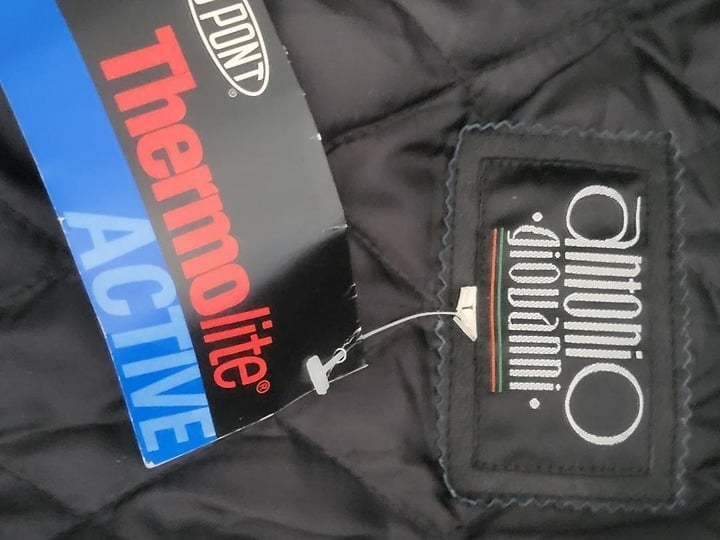 DU PONT®
Thermolite®
ACTIVE
antonio
• giovanni •